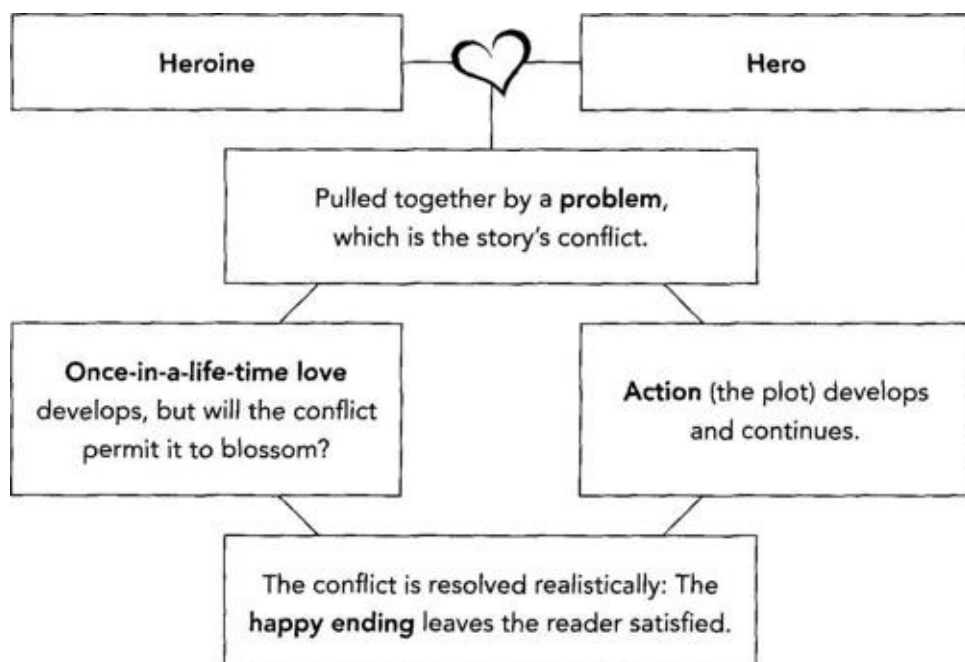 Heroine
Hero
Pulled together by a problem,
which is the story's conflict.
Once-in-a-life-time love
develops, but will the conflict
permit it to blossom?
Action (the plot) develops
and continues.
The conflict is resolved realistically: The
happy ending leaves the reader satisfied.